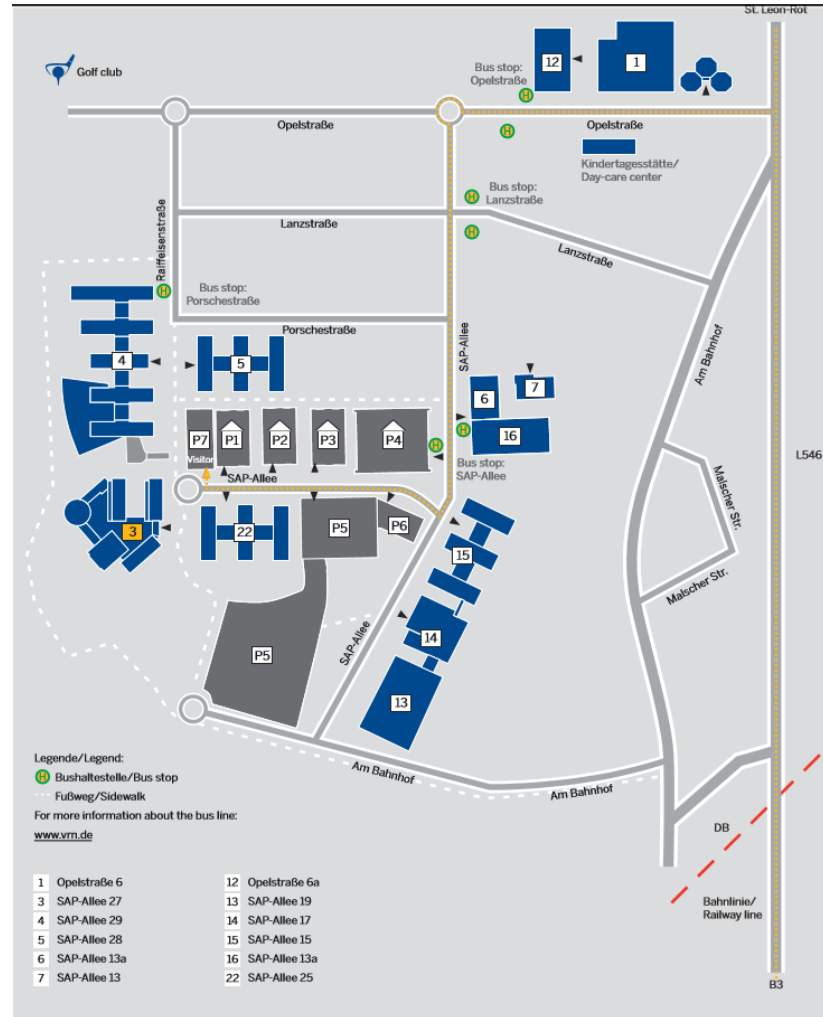 St. Leon-Rot
Golf club
Bus stop:
Opelstraße
12
1
Opelstraße
Opelstraße
Kindertagesstätte/
Day-care center
Bus stop:
Lanzstraße
Lanzstraße
Lanzstraße
Raiffeisenstraße
Bus stop:
Porschestraße
Porschestraße
SAP-Allee
Am Bahnhof
4
5
6
7
16
P7
Visitor
P1
P2
P3
P4
Bus stop:
SAP-Allee
L546
SAP-Allee
Malscher Str.
Malscher Str.
3
22
P5
P6
15
14
13
SAP-Allee
P5
Am Bahnhof
Am Bahnhof
DB
Bahnlinie/
Railway line
B3
Legende/Legend:
H Bushaltestelle/Bus stop
Fußweg/Sidewalk
For more information about the bus line:
www.vrn.de
1 Opelstraße 6
3 SAP-Allee 27
4 SAP-Allee 29
5 SAP-Allee 28
6 SAP-Allee 13a
7 SAP-Allee 13
12 Opelstraße 6a
13 SAP-Allee 19
14 SAP-Allee 17
15 SAP-Allee 15
16 SAP-Allee 13a
22 SAP-Allee 25